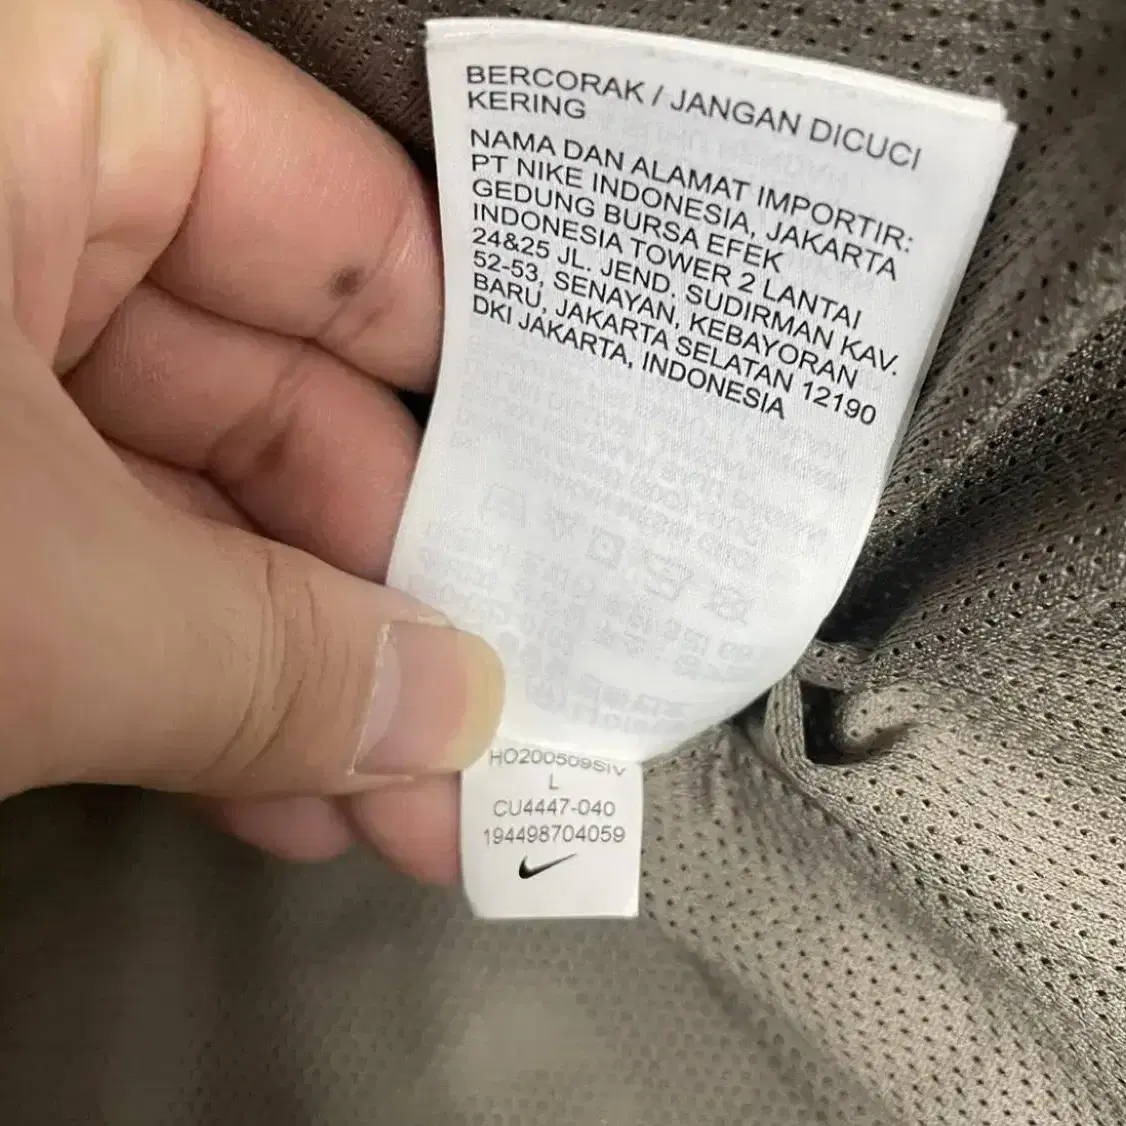 BERCORAK / JANGAN DICUCI
KERING
NAMA DAN ALAMAT IMPORTIR:
PT NIKE INDONESIA, JAKARTA
GEDUNG BURSA EFEK
INDONESIA TOWER 2 LANTAI
24&25 JL. JEND. SUDIRMAN KAV.
52-53, SENAYAN, KEBAYORAN
BARU, JAKARTA SELATAN 12190
DKI JAKARTA, INDONESIA
HO200509SIV
L
CU4447-040
194498704059